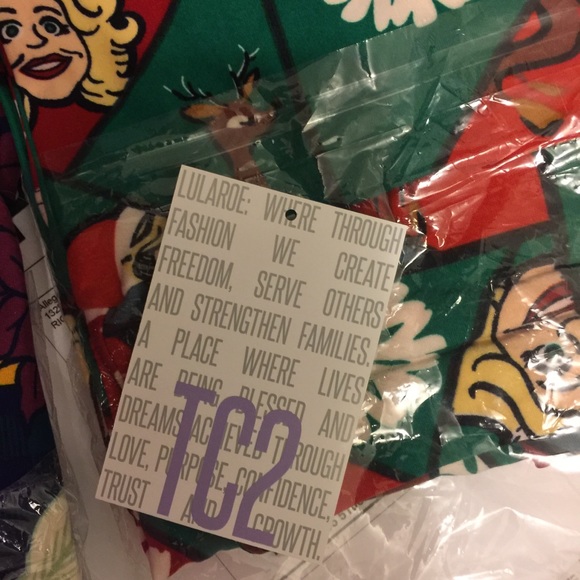 LULAROE: WHERE THROUGH
FASHION WE CREATE
FREEDOM, SERVE OTHERS
AND STRENGTHEN FAMILIES.
A PLACE WHERE LIVES
ARE BEING BLESSED AND
DREAMS ACHIEVED THROUGH
LOVE, PURPOSE, CONFIDENCE,
TRUST AND GROWTH.
TC2